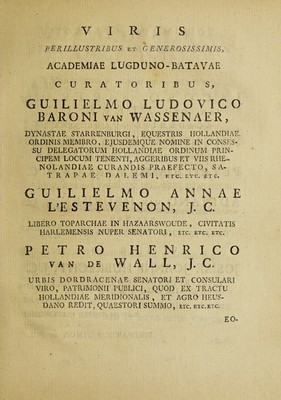 VIRIS
PERILLUSTRIBUS ET GENEROSISSIMIS,
ACADEMIAE LUGDUNO-BATAVAE
CURATORIBUS,
GUILIELMO LUDOVICO
BARONI VAN WASSENAER,
DYNASTAE STARRENBURGI, EQUESTRIS HOLLANDIAE
ORDINIS MEMBRO, EJUSDEMQUE NOMINE IN CONSES-
SU DELEGATORUM HOLLANDIAE ORDINUM PRIN-
CIPEM LOCUM TENENTI, AGGERIBUS ET VIIS RHE-
NOLANDIAE CURANDIS PRAEFECTO, SA-
TRAPAE DALEMI, ETC. ETC. ETC.
GUILIELMO ANNAE
L'ESTEVENON, J. C.
LIBERO TOPARCHAE IN HAZAARSWOUDE, CIVITATIS
HARLEMENSIS NUPER SENATORI, ETC. ETC. ETC.
PETRO HENRICO
VAN DE WALL, J. C.
URBIS DORDRACENAE SENATORI ET CONSULARI
VIRO, PATRIMONII PUBLICI, QUOD EX TRACTU
HOLLANDIAE MERIDIONALIS, ET AGRO HEUS-
DANO REDIT, QUAESTORI SUMMO, ETC. ETC. ETC.
EO-